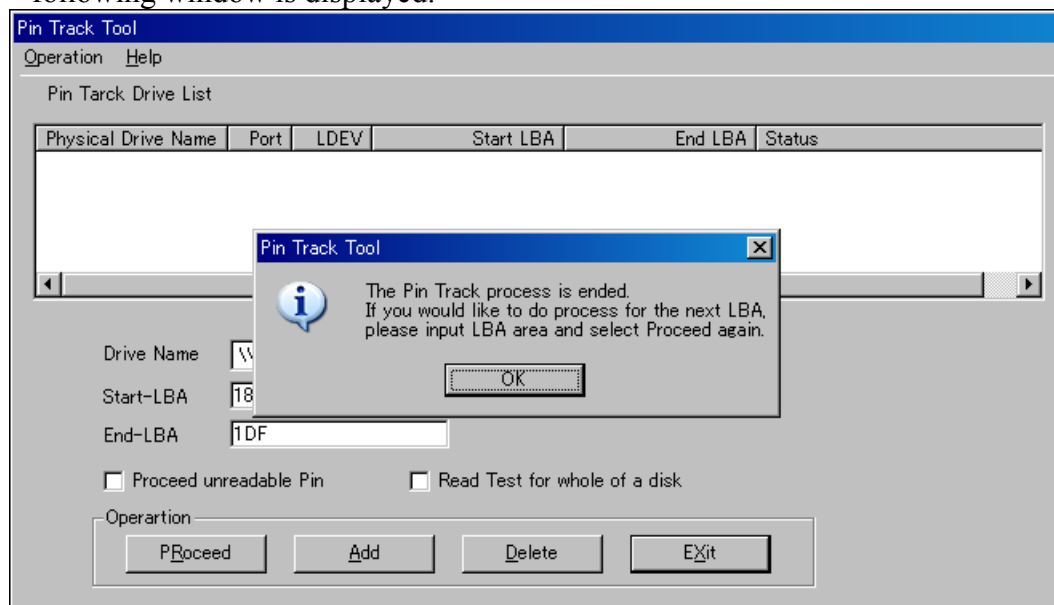 following window is displayed.
Pin Track Tool
Operation Help
Pin Tarck Drive List
Physical Drive Name Port LDEV Start LBA End LBA Status
Pin Track Tool
The Pin Track process is ended.
If you would like to do process for the next LBA,
please input LBA area and select Proceed again.
OK
Drive Name \\
Start-LBA 18
End-LBA 1DF
Proceed unreadable Pin Read Test for whole of a disk
Operartion
PRoceed Add Delete EXit